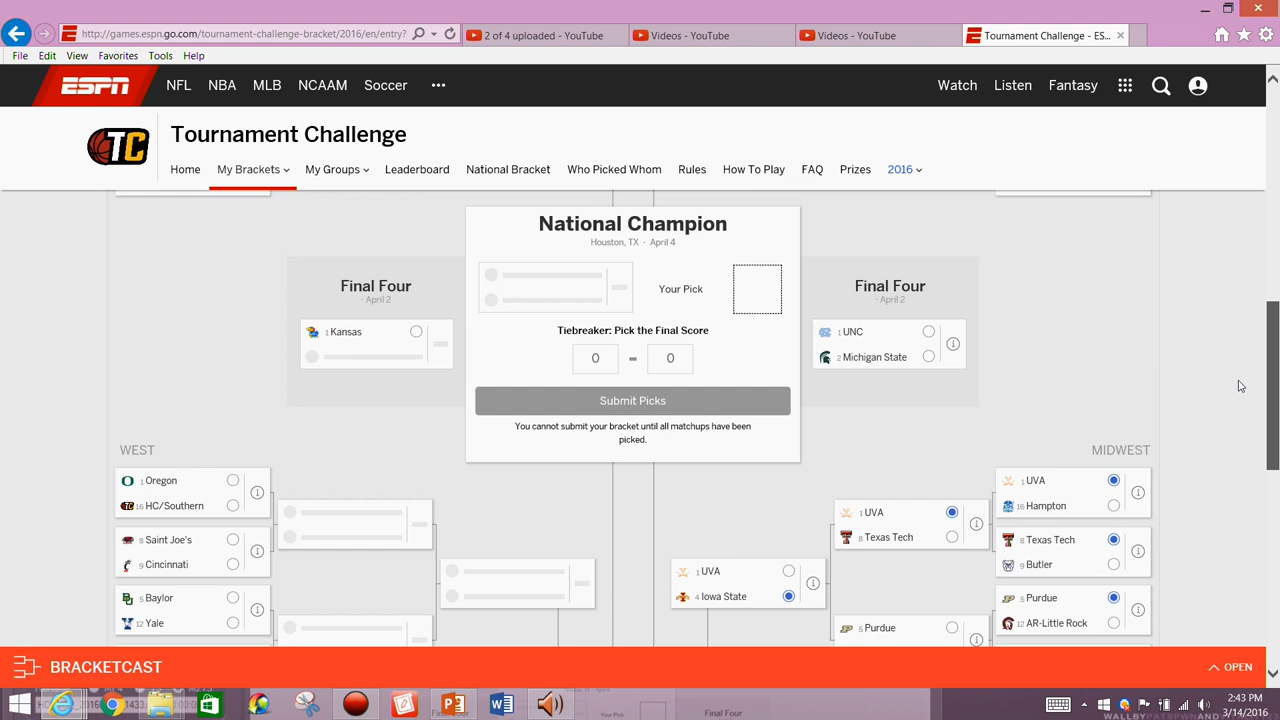 http://games.espn.go.com/tournament-challenge-bracket/2016/en/entry?
2 of 4 uploaded - YouTube
Videos - YouTube
Videos - YouTube
Tournament Challenge - ES...
File Edit View Favorites Tools Help
ESPN NFL NBA MLB NCAAM Soccer ••• Watch Listen Fantasy
TC
Tournament Challenge
Home My Brackets My Groups Leaderboard National Bracket Who Picked Whom Rules How To Play FAQ Prizes 2016
National Champion
Houston, TX - April 4
Your Pick
Tiebreaker: Pick the Final Score
0 - 0
Submit Picks
You cannot submit your bracket until all matchups have been
picked.
Final Four
- April 2
1 Kansas
Final Four
- April 2
1 UNC
2 Michigan State
WEST
1 Oregon
16 HC/Southern
8 Saint Joe's
9 Cincinnati
5 Baylor
12 Yale
MIDWEST
1 UVA
16 Hampton
8 Texas Tech
9 Butler
5 Purdue
12 AR-Little Rock
1 UVA
8 Texas Tech
5 Purdue
1 UVA
4 Iowa State
BRACKETCAST
OPEN
Final Four
2:43 PM
3/14/2016